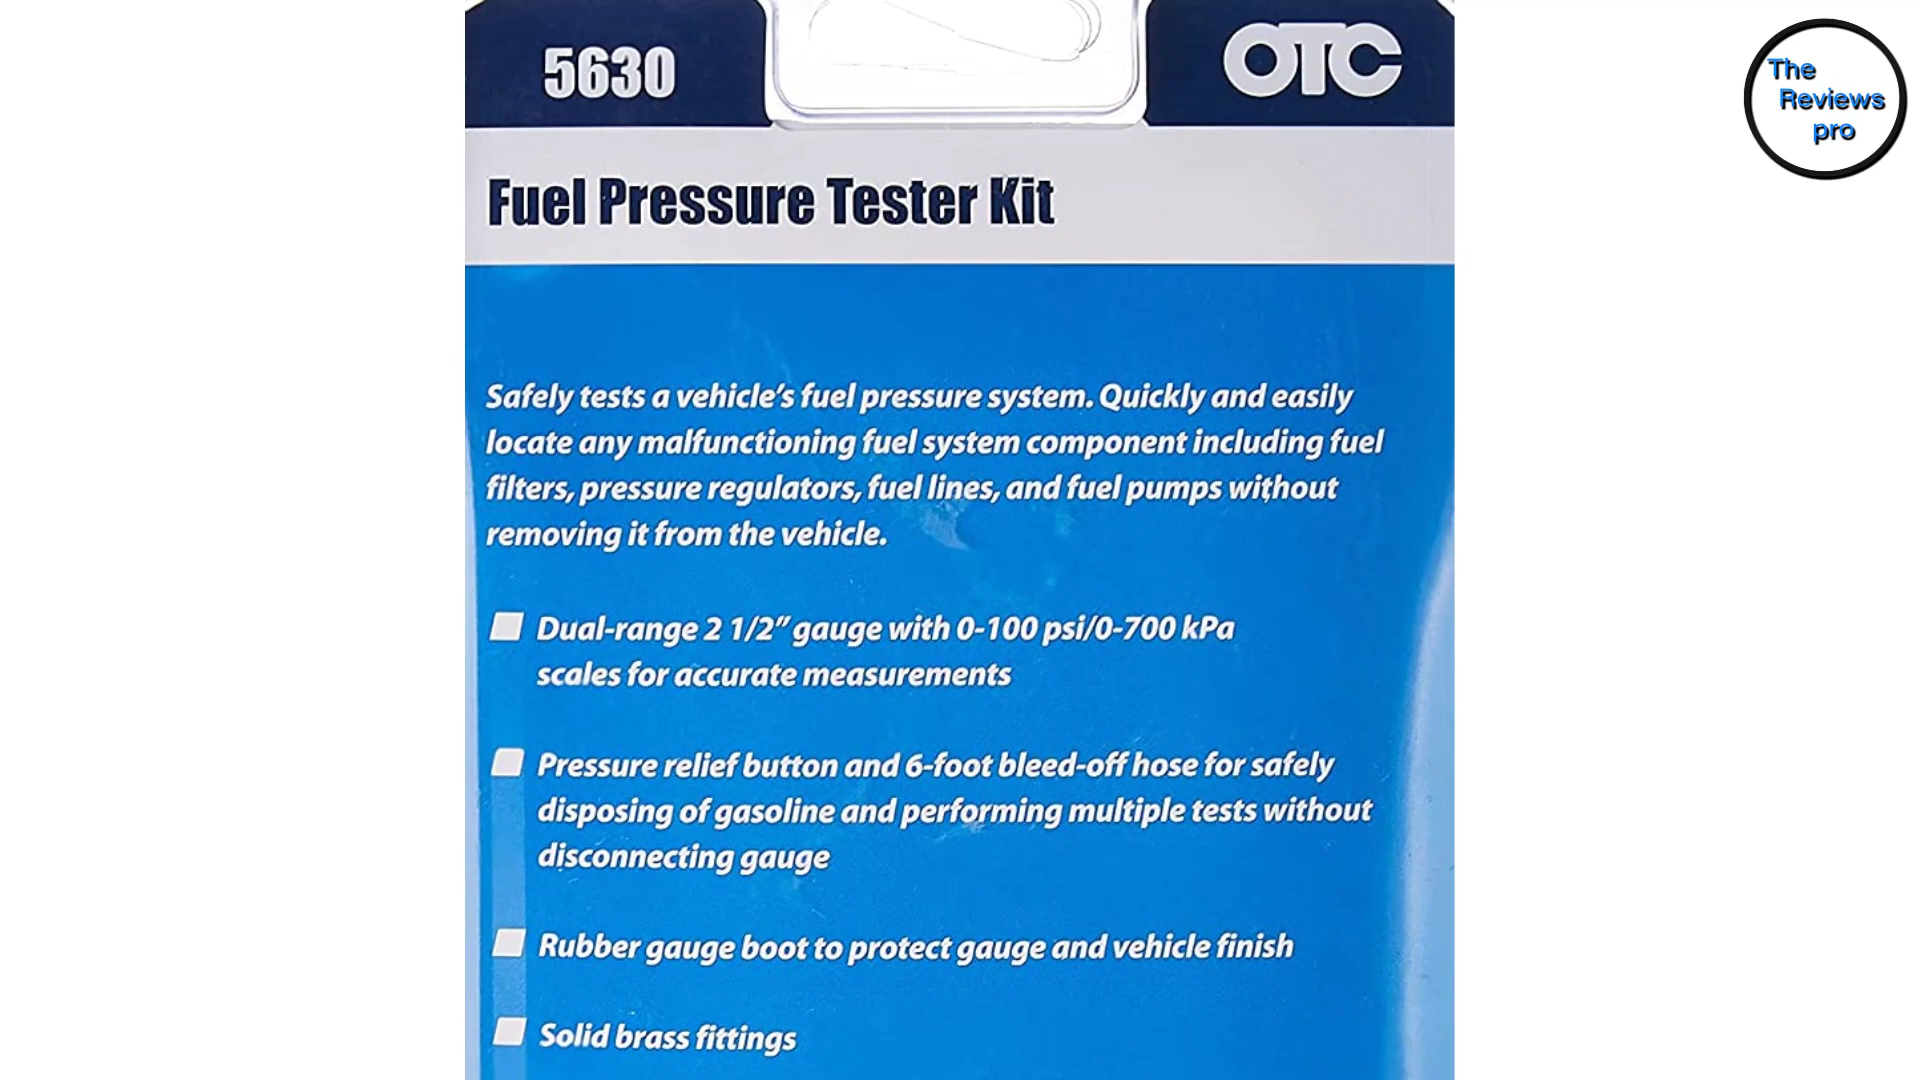 5630
OTC
The
Reviews
pro
Fuel Pressure Tester Kit
Safely tests a vehicle's fuel pressure system. Quickly and easily
locate any malfunctioning fuel system component including fuel
filters, pressure regulators, fuel lines, and fuel pumps without
removing it from the vehicle.
Dual-range 2 1/2" gauge with 0-100 psi/0-700 kPa
scales for accurate measurements
Pressure relief button and 6-foot bleed-off hose for safely
disposing of gasoline and performing multiple tests without
disconnecting gauge
Rubber gauge boot to protect gauge and vehicle finish
Solid brass fittings